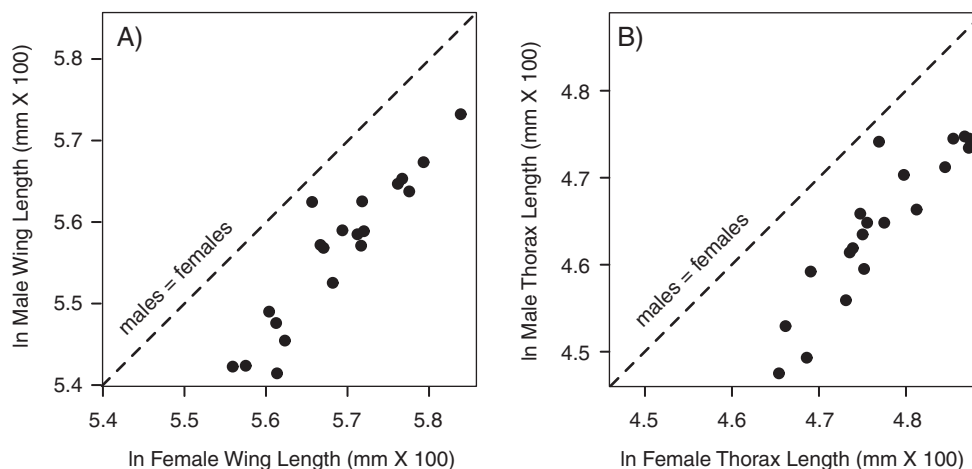 A)
ln Male Wing Length (mm X 100)
5.8
5.7
5.6
5.5
5.4
males = females
5.4 5.5 5.6 5.7 5.8
ln Female Wing Length (mm X 100)
B)
ln Male Thorax Length (mm X 100)
4.8
4.7
4.6
4.5
males = females
4.5 4.6 4.7 4.8
ln Female Thorax Length (mm X 100)